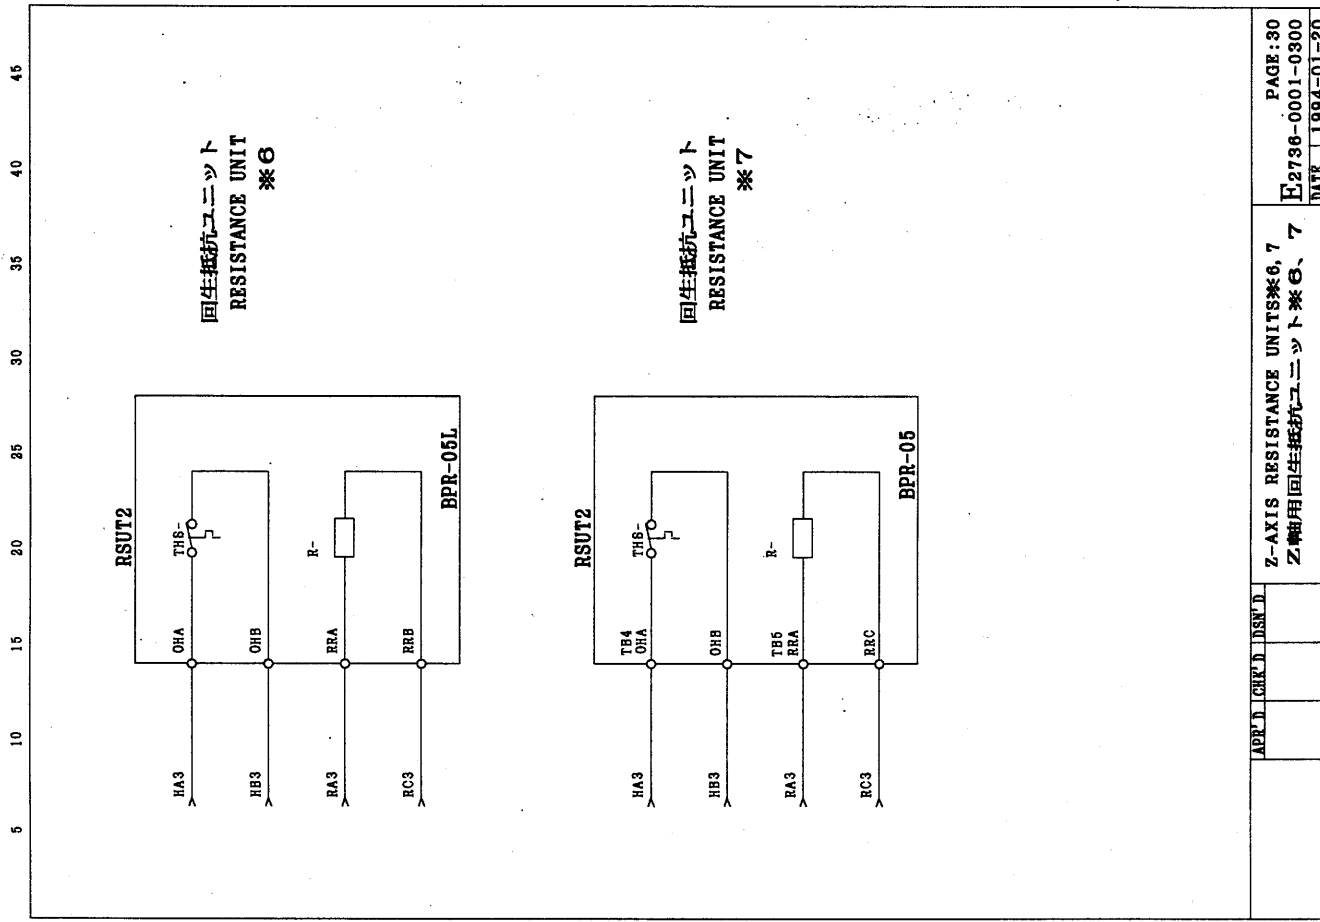 45
40
35
30
25
20
15
10
5
回生抵抗ユニット
RESISTANCE UNIT
※6
RSUT2
THS-
R-
BPR-05L
OHA
OHB
RRA
RRB
HA3
HB3
RA3
RC3
回生抵抗ユニット
RESISTANCE UNIT
※7
RSUT2
THS-
R-
BPR-05
TB4
OHA
OHB
TB5
RRA
RRC
HA3
HB3
RA3
RC3
APR'D CHK'D DSN'D
Z-AXIS RESISTANCE UNITS※6,7
Z軸用回生抵抗ユニット※6、7
PAGE:30
E2736-0001-0300
DATE 1994-01-20